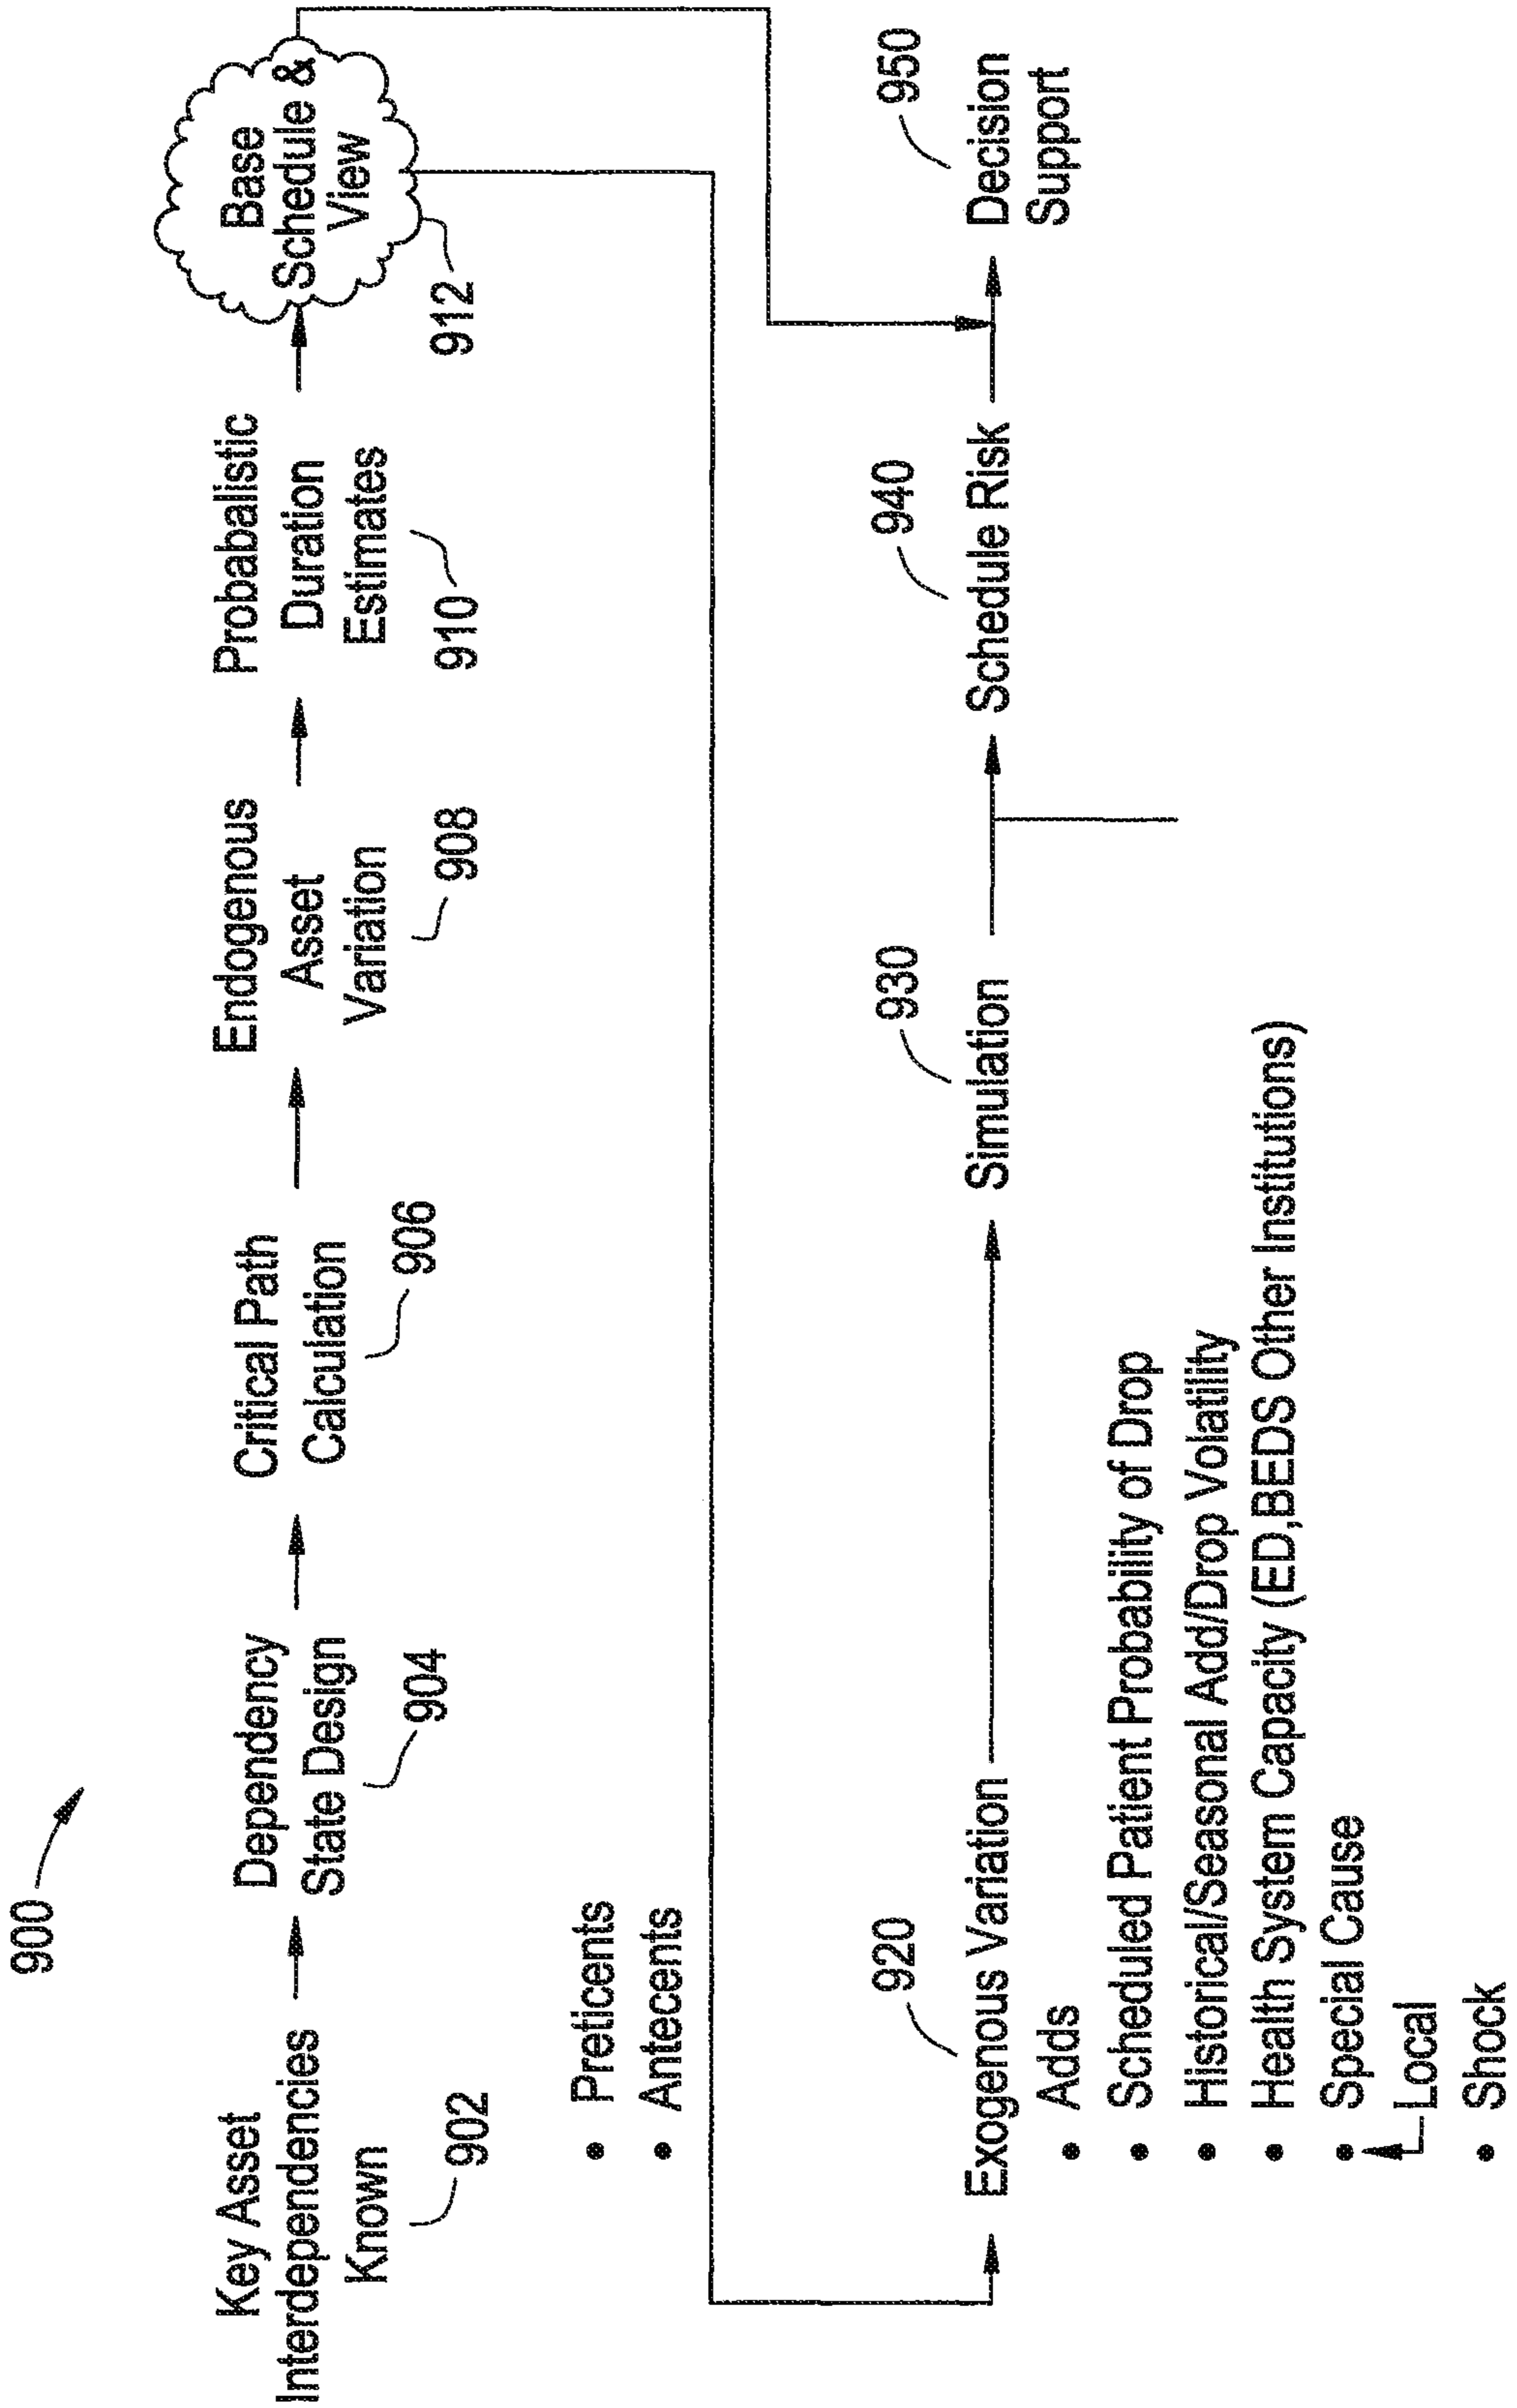 900
Key Asset
Interdependencies
Known
902
Dependency
State Design
904
Critical Path
Calculation
906
Endogenous
Asset
Variation
908
Probabalistic
Duration
Estimates
910
Base
Schedule &
View
912
• Preticents
• Antecents
920
Exogenous Variation
• Adds
• Scheduled Patient Probability of Drop
• Historical/Seasonal Add/Drop Volatility
• Health System Capacity (ED,BEDS Other Institutions)
• Special Cause
Local
• Shock
930
Simulation
940
Schedule Risk
950
Decision
Support